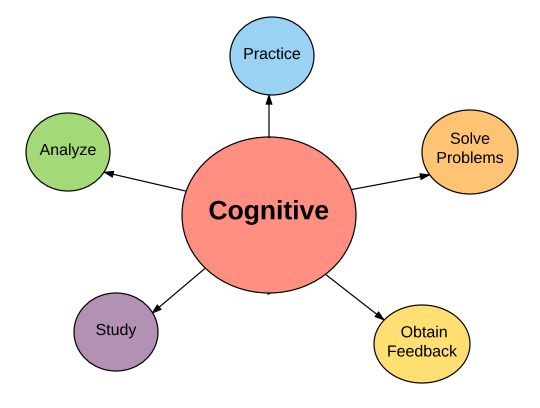 Practice
Analyze
Solve
Problems
Cognitive
Study
Obtain
Feedback